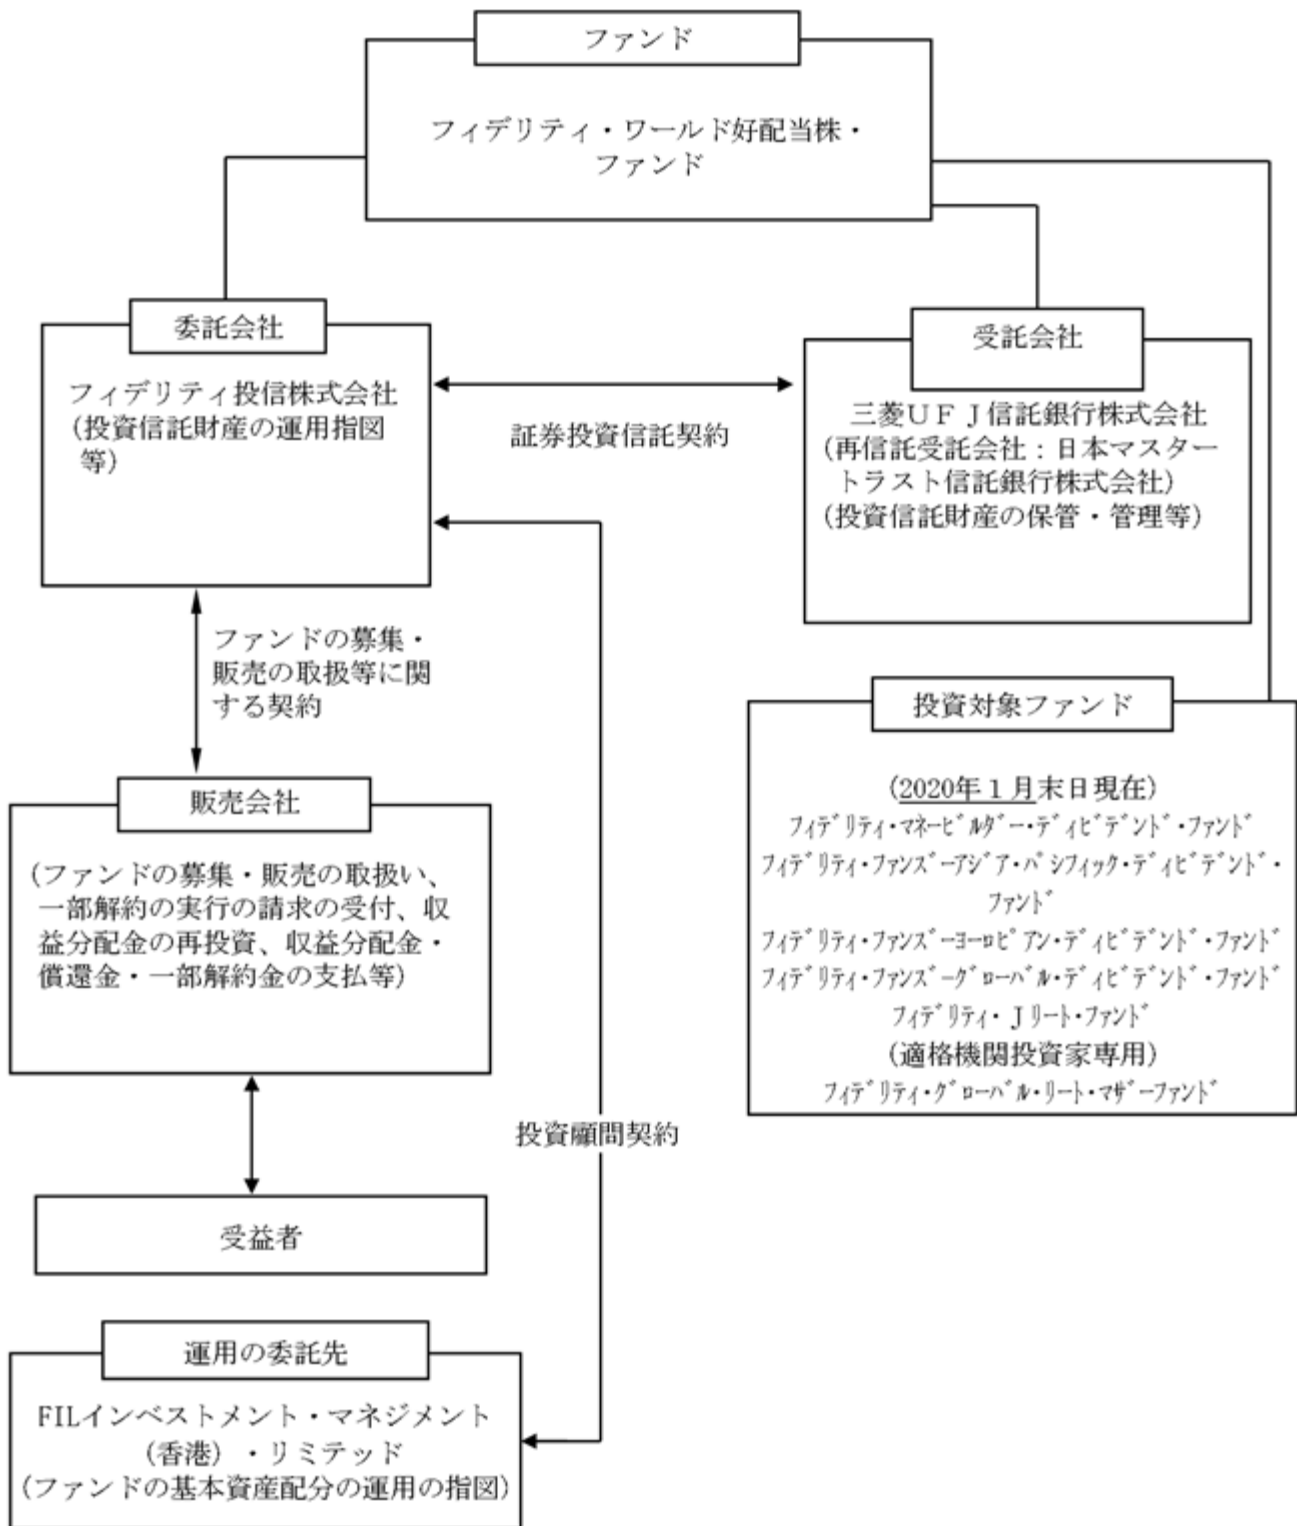 ファンド
フィデリティ・ワールド好配当株・
ファンド
委託会社
フィデリティ投信株式会社
(投資信託財産の運用指図
等)
証券投資信託契約
受託会社
三菱ＵＦＪ信託銀行株式会社
(再信託受託会社：日本マスター
トラスト信託銀行株式会社)
(投資信託財産の保管・管理等)
ファンドの募集・
販売の取扱等に関
する契約
投資対象ファンド
(2020年１月末日現在)
ﾌｨﾃﾞﾘﾃｨ･ﾏﾈｰﾋﾞﾙﾀﾞｰ･ﾃﾞｨﾋﾞﾃﾞﾝﾄﾞ･ﾌｧﾝﾄﾞ
ﾌｨﾃﾞﾘﾃｨ･ﾌｧﾝｽﾞｰｱｼﾞｱ･ﾊﾟｼﾌｨｯｸ･ﾃﾞｨﾋﾞﾃﾞﾝﾄﾞ･
ﾌｧﾝﾄﾞ
ﾌｨﾃﾞﾘﾃｨ･ﾌｧﾝｽﾞｰﾖｰﾛﾋﾟｱﾝ･ﾃﾞｨﾋﾞﾃﾞﾝﾄﾞ･ﾌｧﾝﾄﾞ
ﾌｨﾃﾞﾘﾃｨ･ﾌｧﾝｽﾞｰｸﾞﾛｰﾊﾞﾙ･ﾃﾞｨﾋﾞﾃﾞﾝﾄﾞ･ﾌｧﾝﾄﾞ
ﾌｨﾃﾞﾘﾃｨ･Ｊﾘｰﾄ･ﾌｧﾝﾄﾞ
(適格機関投資家専用)
ﾌｨﾃﾞﾘﾃｨ･ｸﾞﾛｰﾊﾞﾙ･ﾘｰﾄ･ﾏｻﾞｰﾌｧﾝﾄﾞ
販売会社
(ファンドの募集・販売の取扱い、
一部解約の実行の請求の受付、収
益分配金の再投資、収益分配金・
償還金・一部解約金の支払等)
投資顧問契約
受益者
運用の委託先
FILインベストメント・マネジメント
(香港)・リミテッド
(ファンドの基本資産配分の運用の指図)